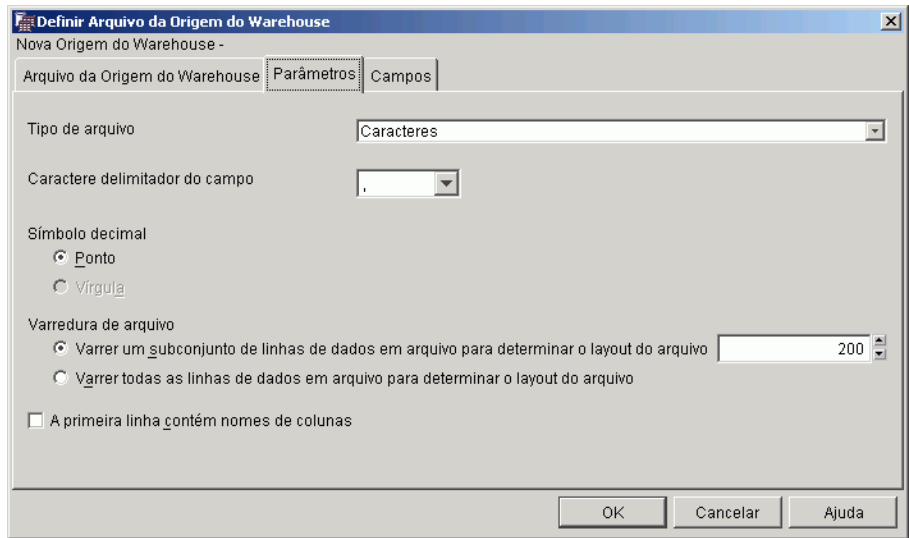 Definir Arquivo da Origem do Warehouse
Nova Origem do Warehouse -
Arquivo da Origem do Warehouse Parâmetros Campos
Tipo de arquivo Caracteres
Caractere delimitador do campo ,
Símbolo decimal
Ponto
Vírgula
Varredura de arquivo
Varrer um subconjunto de linhas de dados em arquivo para determinar o layout do arquivo 200
Varrer todas as linhas de dados em arquivo para determinar o layout do arquivo
A primeira linha contém nomes de colunas
OK Cancelar Ajuda